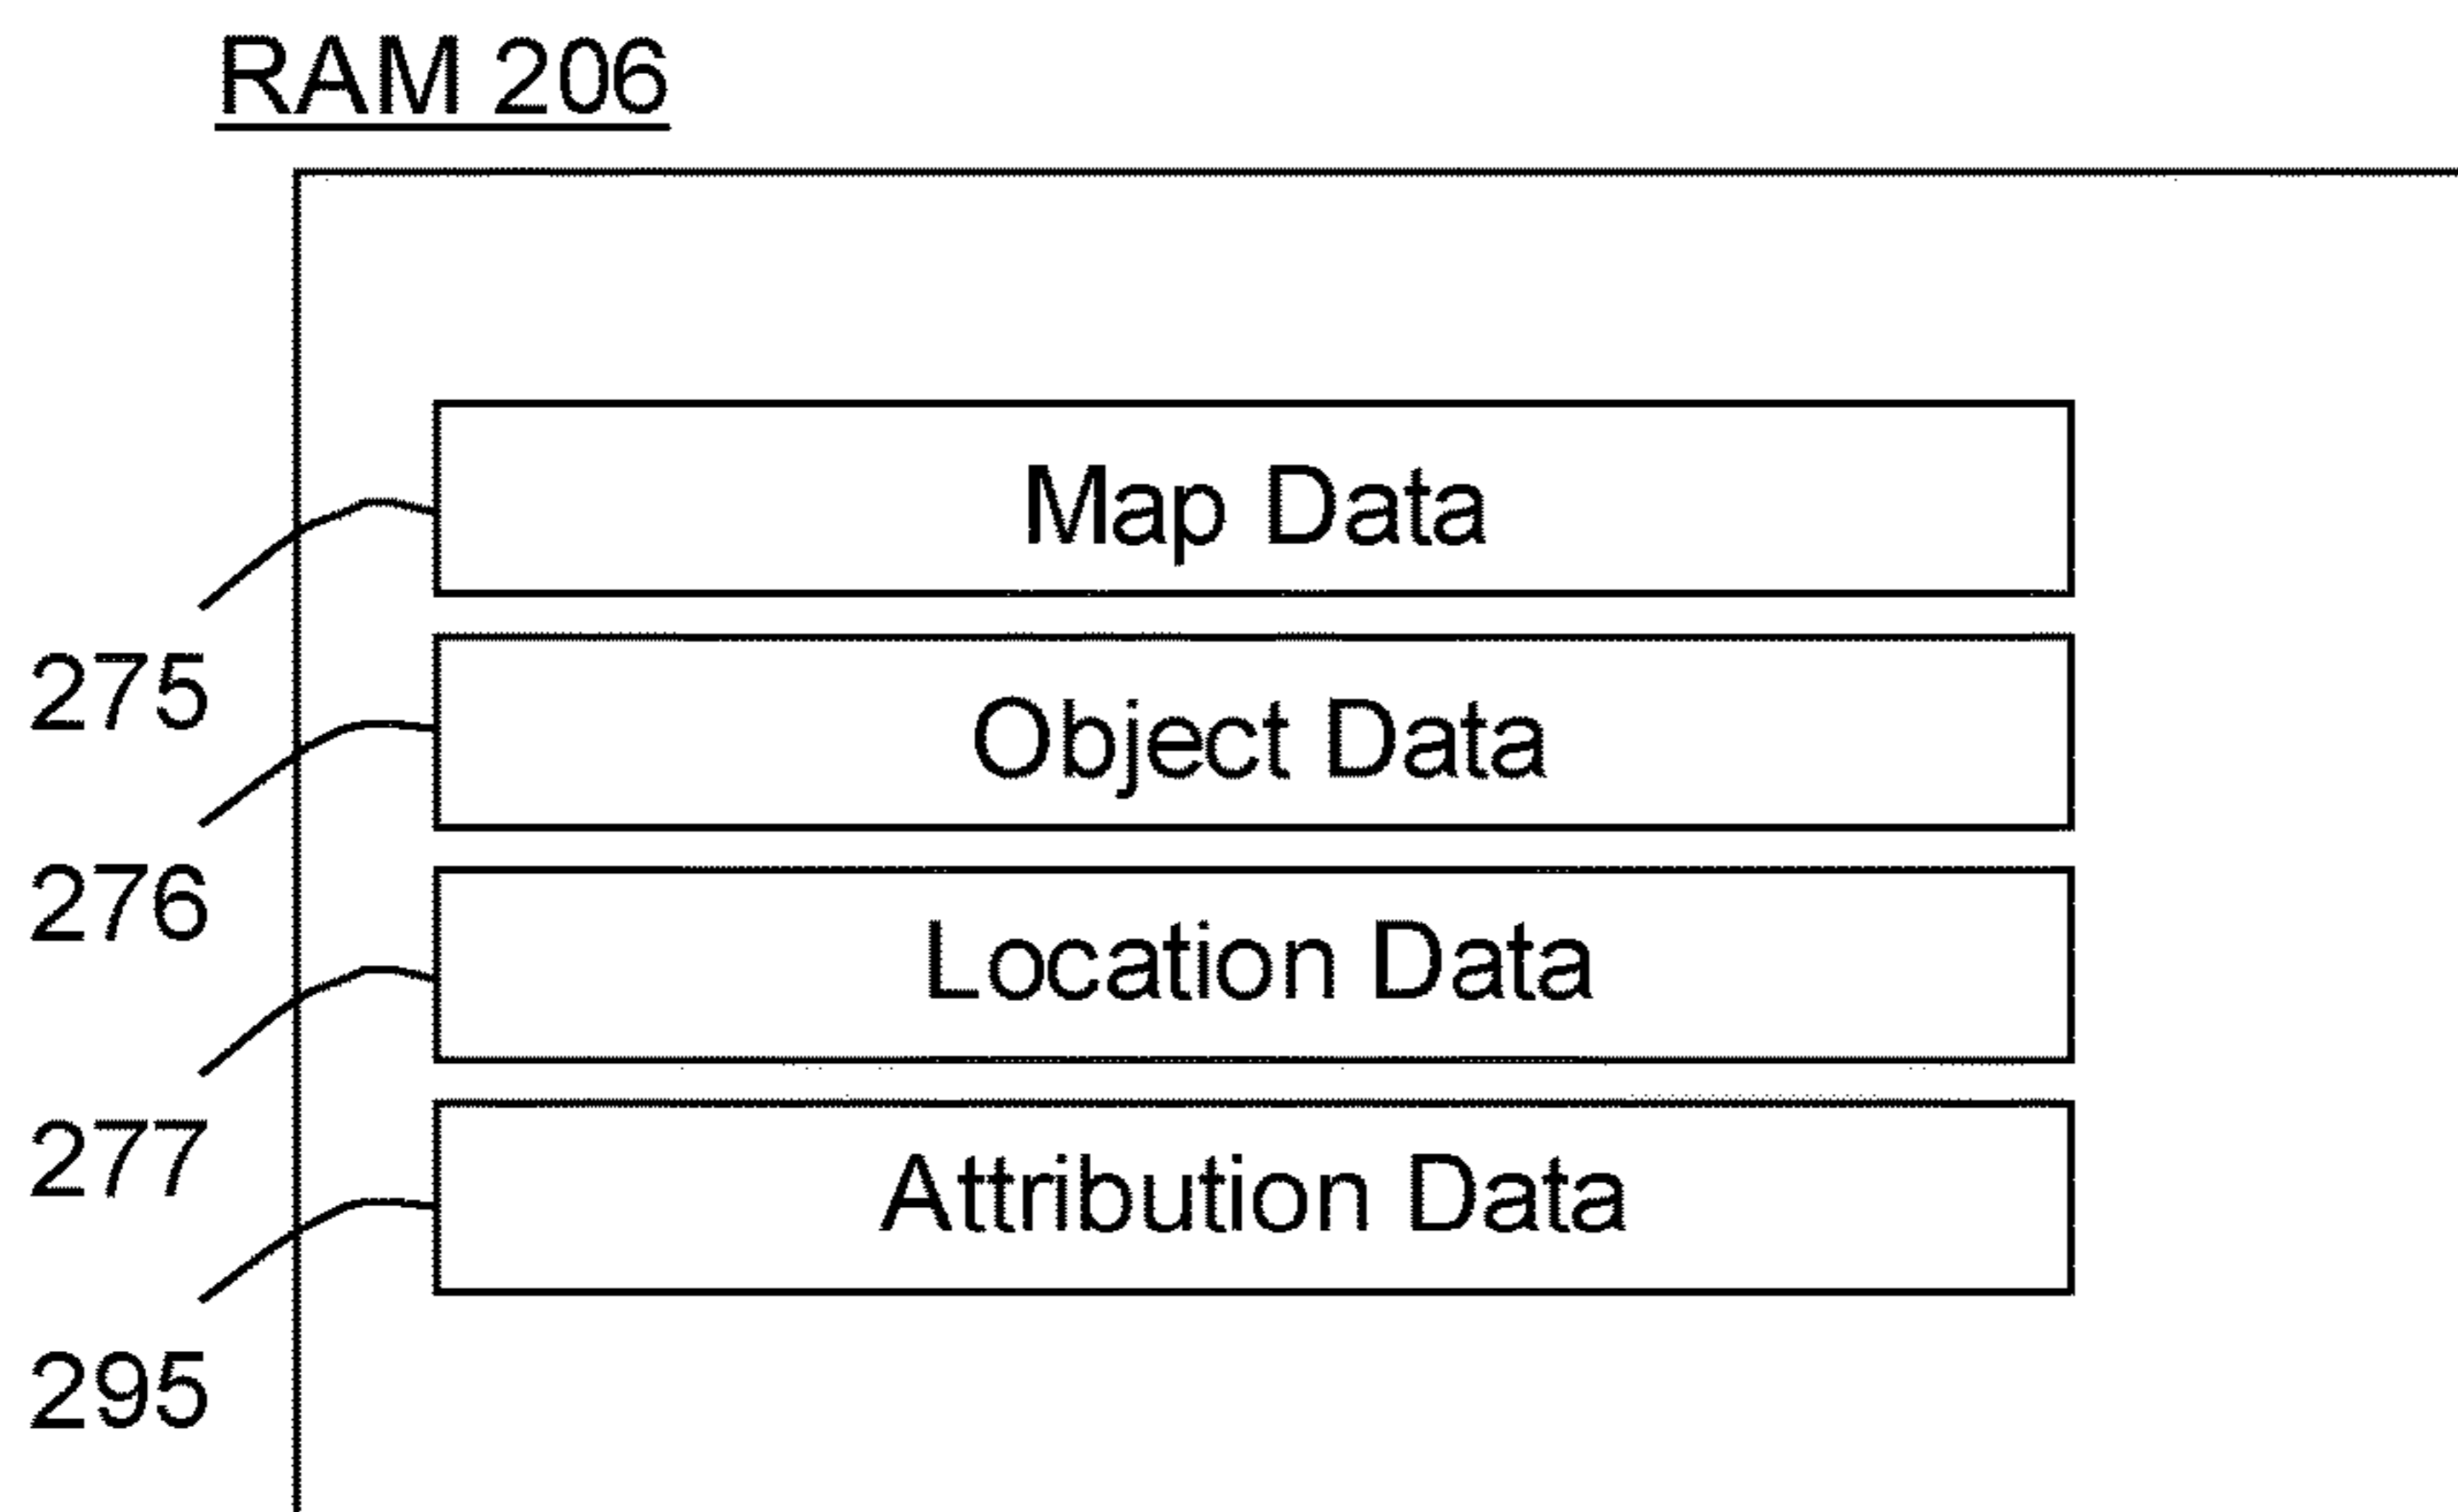 RAM 206
Map Data
275
Object Data
276
Location Data
277
Attribution Data
295